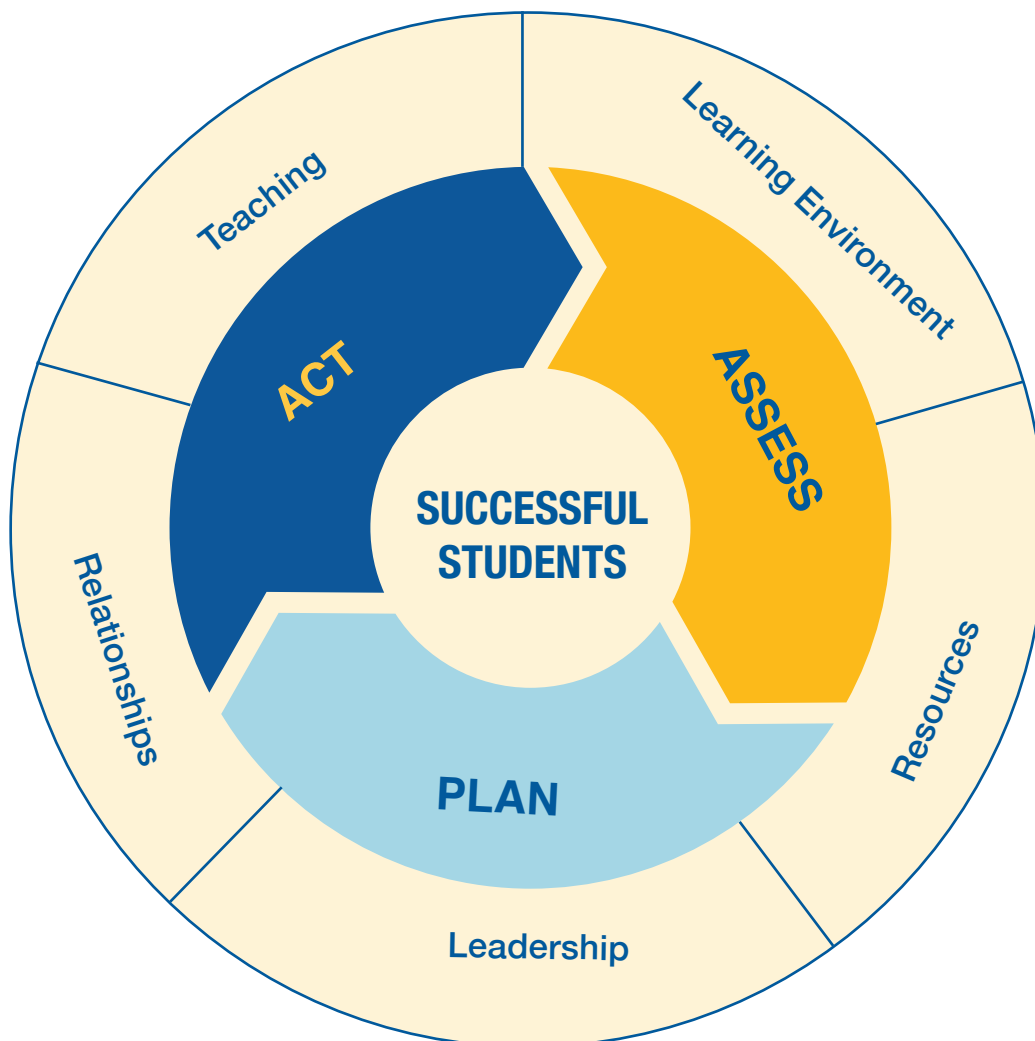 Teaching
Learning Environment
ACT
ASSESS
SUCCESSFUL
STUDENTS
Relationships
Resources
PLAN
Leadership